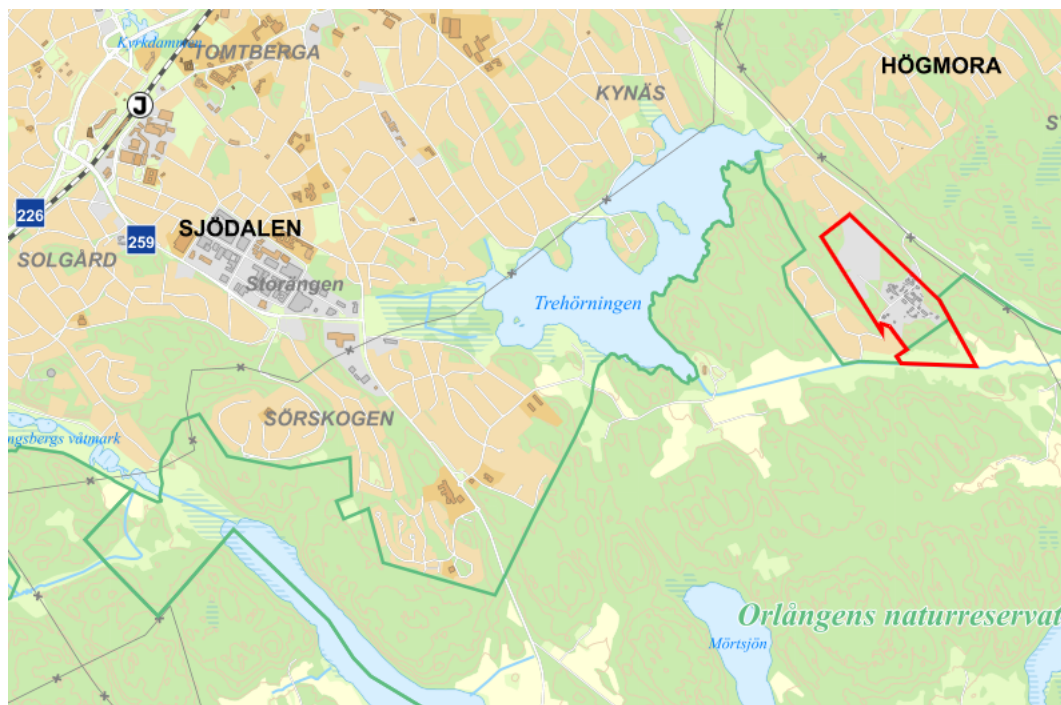 Kyrkdammen
TOMTBERGA
HÖGMORA
KYNÄS
J
226
SJÖDALEN
259
SOLGÅRD
Storängen
Trehörningen
SÖRSKOGEN
ngsbergs våtmark
Orlångens naturreservat
Mörtsjön